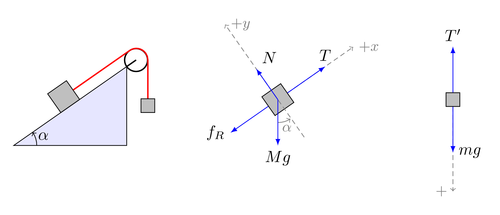 α
+y
N
T
+x
f_R
α
Mg
T'
mg
+